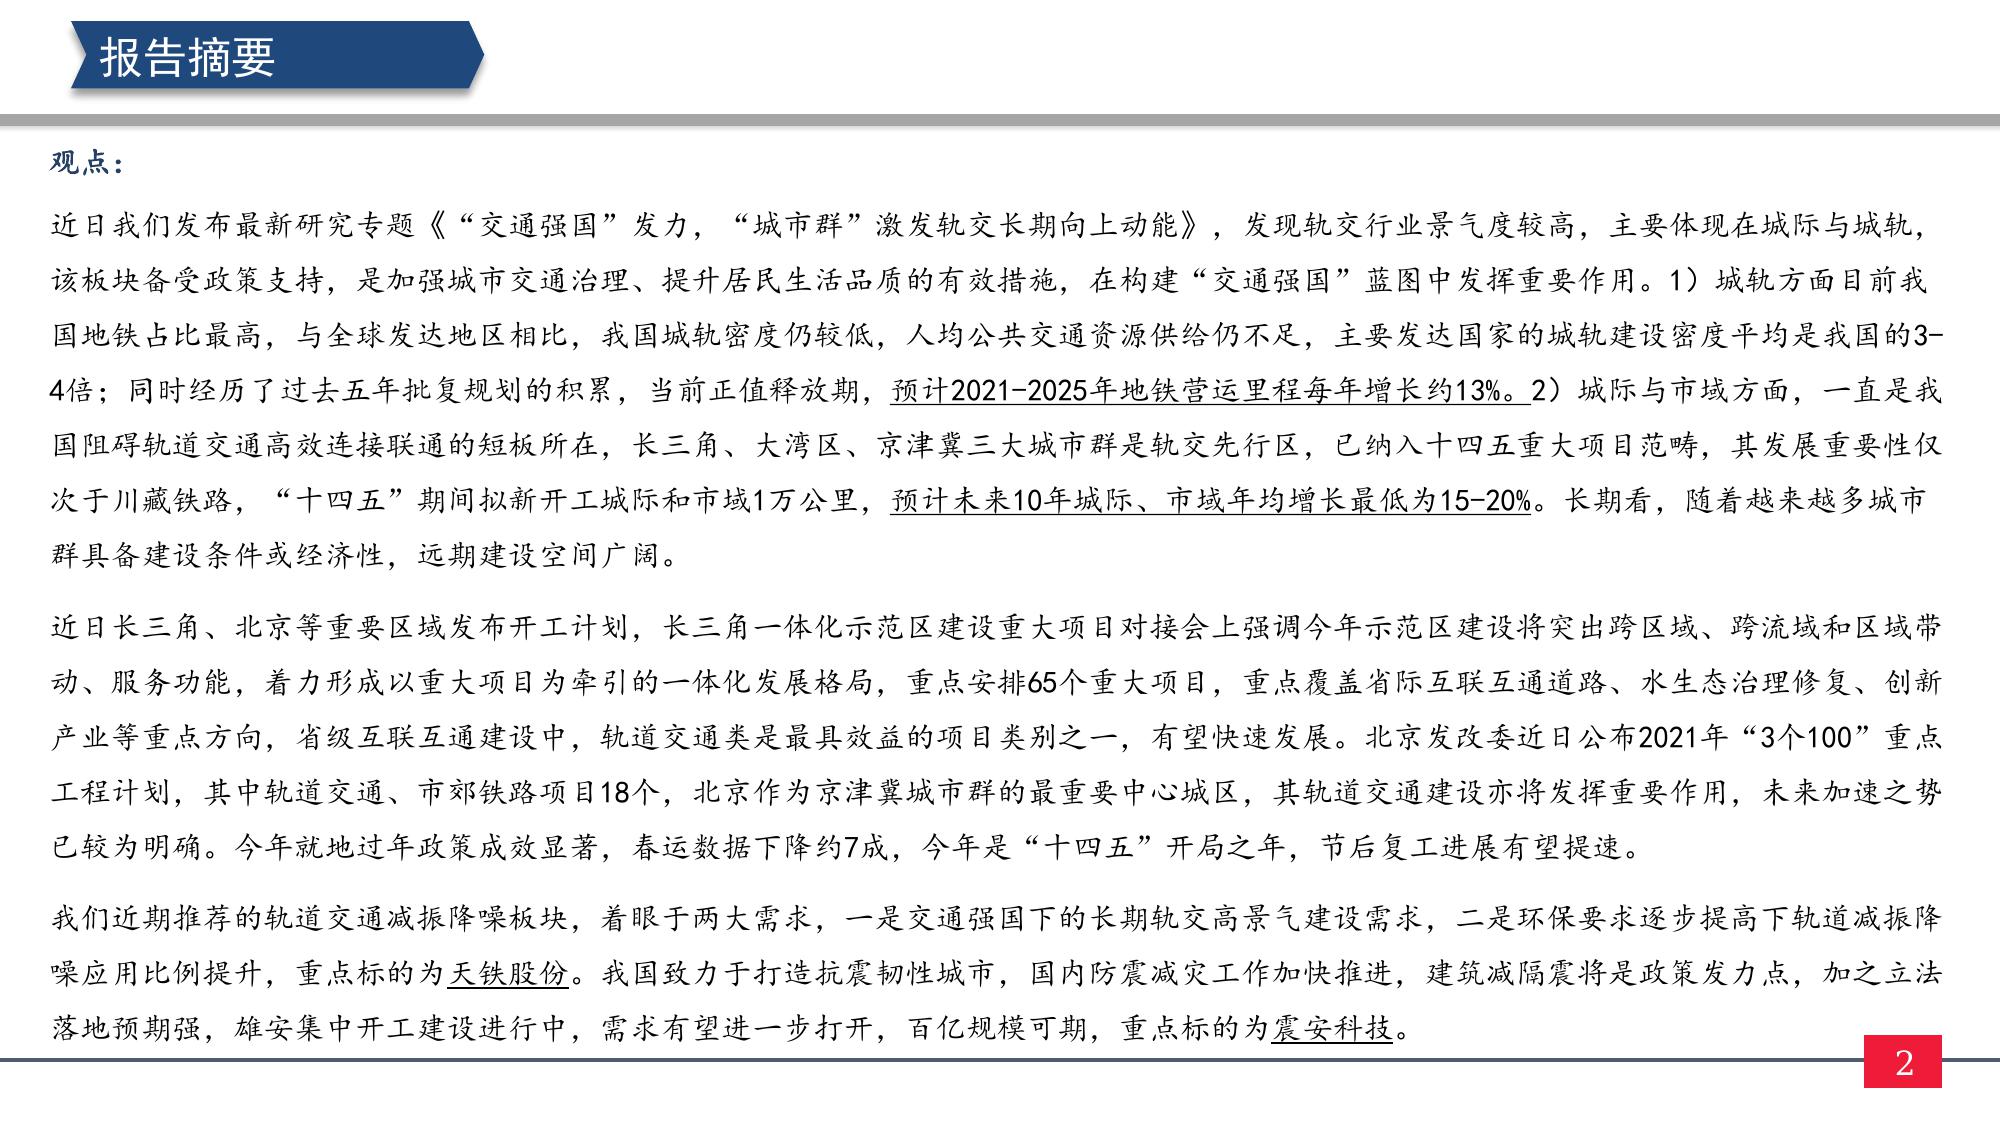 报告摘要
观点：
近日我们发布最新研究专题《“交通强国”发力，“城市群”激发轨交长期向上动能》，发现轨交行业景气度较高，主要体现在城际与城轨，
该板块备受政策支持，是加强城市交通治理、提升居民生活品质的有效措施，在构建“交通强国”蓝图中发挥重要作用。1）城轨方面目前我
国地铁占比最高，与全球发达地区相比，我国城轨密度仍较低，人均公共交通资源供给仍不足，主要发达国家的城轨建设密度平均是我国的3-
4倍；同时经历了过去五年批复规划的积累，当前正值释放期，预计2021-2025年地铁营运里程每年增长约13%。2）城际与市域方面，一直是我
国阻碍轨道交通高效连接联通的短板所在，长三角、大湾区、京津冀三大城市群是轨交先行区，已纳入十四五重大项目范畴，其发展重要性仅
次于川藏铁路，“十四五”期间拟新开工城际和市域1万公里，预计未来10年城际、市域年均增长最低为15-20%。长期看，随着越来越多城市
群具备建设条件或经济性，远期建设空间广阔。
近日长三角、北京等重要区域发布开工计划，长三角一体化示范区建设重大项目对接会上强调今年示范区建设将突出跨区域、跨流域和区域带
动、服务功能，着力形成以重大项目为牵引的一体化发展格局，重点安排65个重大项目，重点覆盖省际互联互通道路、水生态治理修复、创新
产业等重点方向，省级互联互通建设中，轨道交通类是最具效益的项目类别之一，有望快速发展。北京发改委近日公布2021年“3个100”重点
工程计划，其中轨道交通、市郊铁路项目18个，北京作为京津冀城市群的最重要中心城区，其轨道交通建设亦将发挥重要作用，未来加速之势
已较为明确。今年就地过年政策成效显著，春运数据下降约7成，今年是“十四五”开局之年，节后复工进展有望提速。
我们近期推荐的轨道交通减振降噪板块，着眼于两大需求，一是交通强国下的长期轨交高景气建设需求，二是环保要求逐步提高下轨道减振降
噪应用比例提升，重点标的为天铁股份。我国致力于打造抗震韧性城市，国内防震减灾工作加快推进，建筑减隔震将是政策发力点，加之立法
落地预期强，雄安集中开工建设进行中，需求有望进一步打开，百亿规模可期，重点标的为震安科技。
2